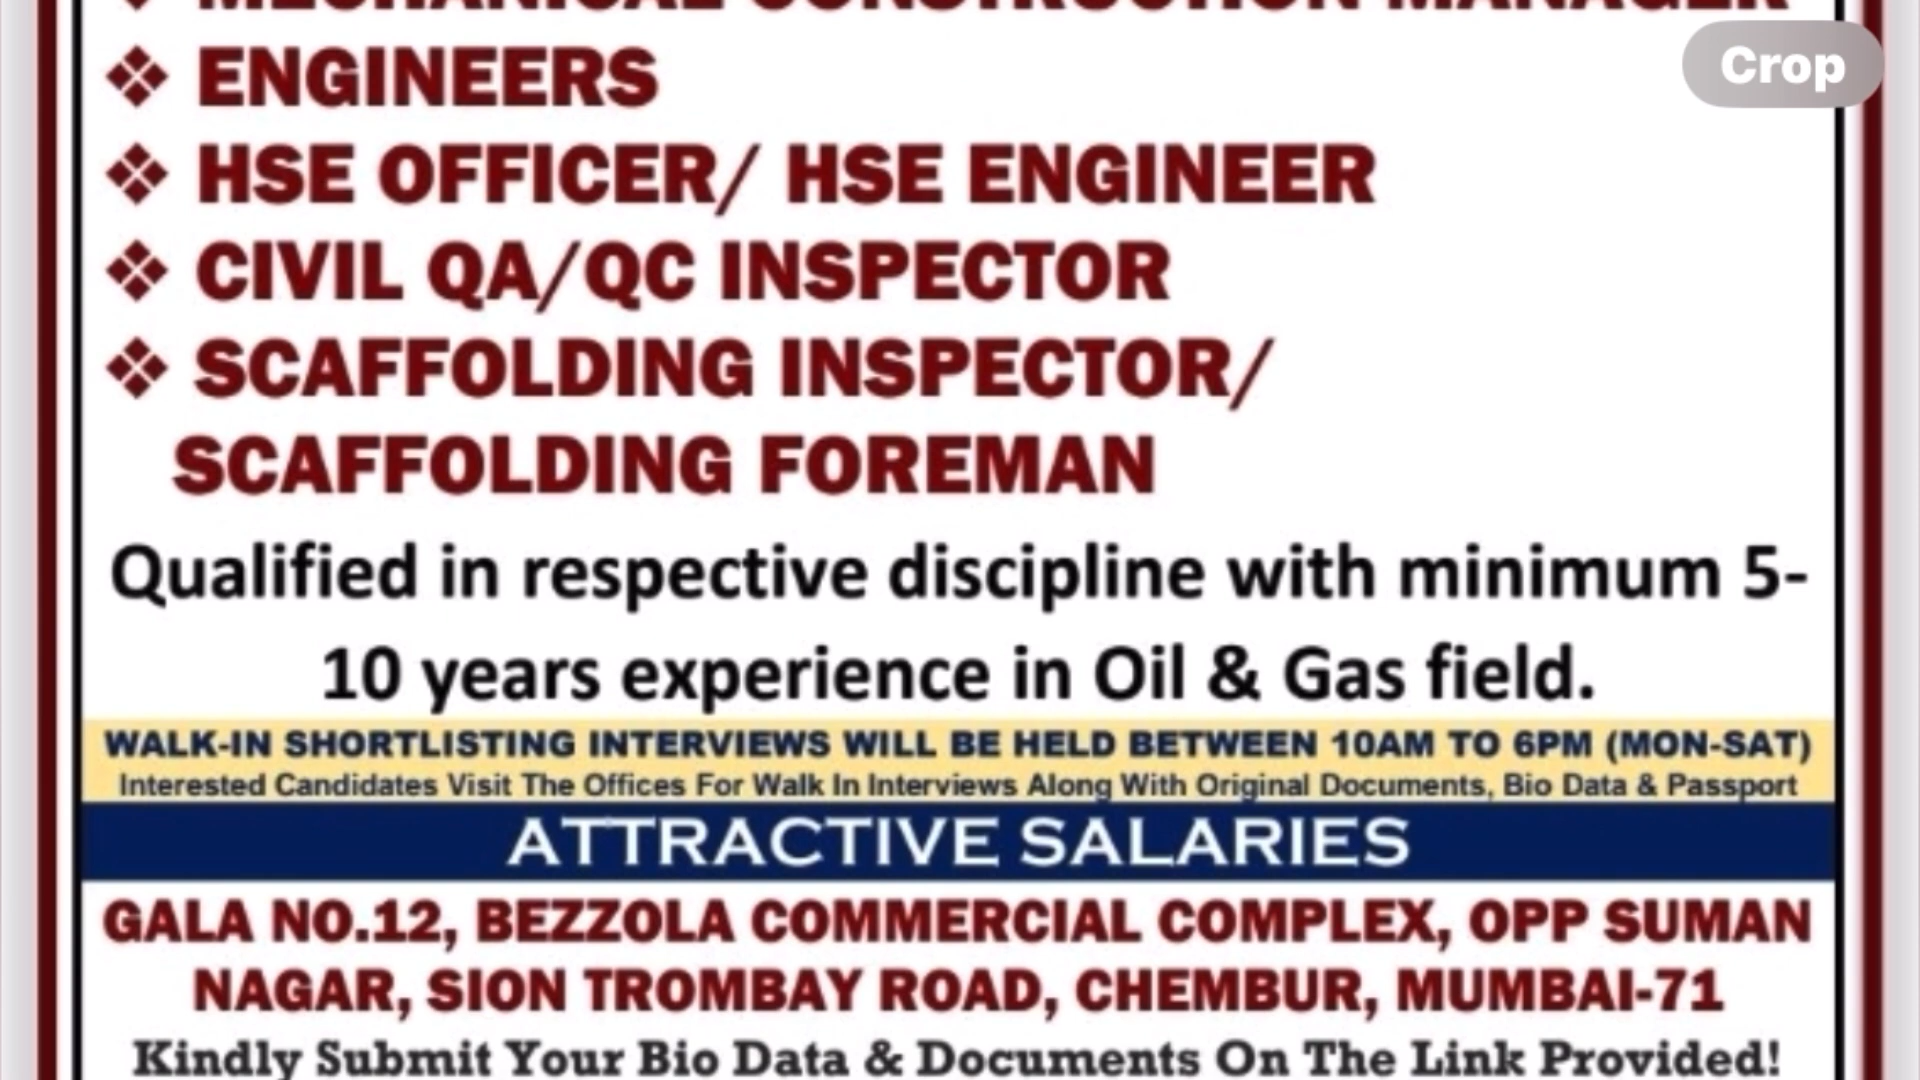 MECHANICAL CONSTRUCTION MANAGER
Crop
❖ ENGINEERS
❖ HSE OFFICER/ HSE ENGINEER
❖ CIVIL QA/QC INSPECTOR
❖ SCAFFOLDING INSPECTOR/
SCAFFOLDING FOREMAN
Qualified in respective discipline with minimum 5-
10 years experience in Oil & Gas field.
WALK-IN SHORTLISTING INTERVIEWS WILL BE HELD BETWEEN 10AM TO 6PM (MON-SAT)
Interested Candidates Visit The Offices For Walk In Interviews Along With Original Documents, Bio Data & Passport
ATTRACTIVE SALARIES
GALA NO.12, BEZZOLA COMMERCIAL COMPLEX, OPP SUMAN
NAGAR, SION TROMBAY ROAD, CHEMBUR, MUMBAI-71
Kindly Submit Your Bio Data & Documents On The Link Provided!